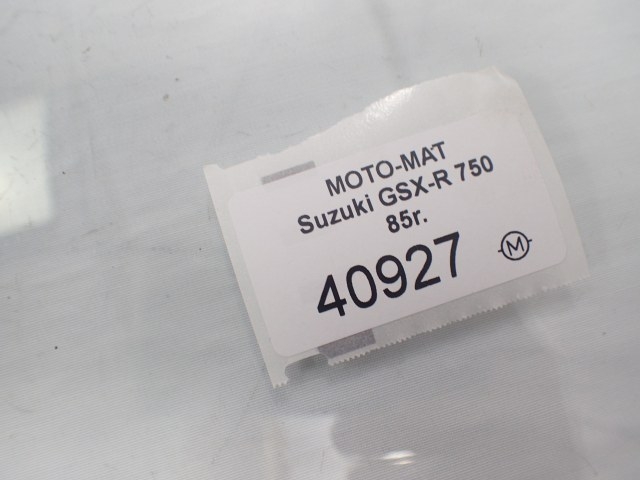 MOTO-MAT
Suzuki GSX-R 750
85r.
40927
M